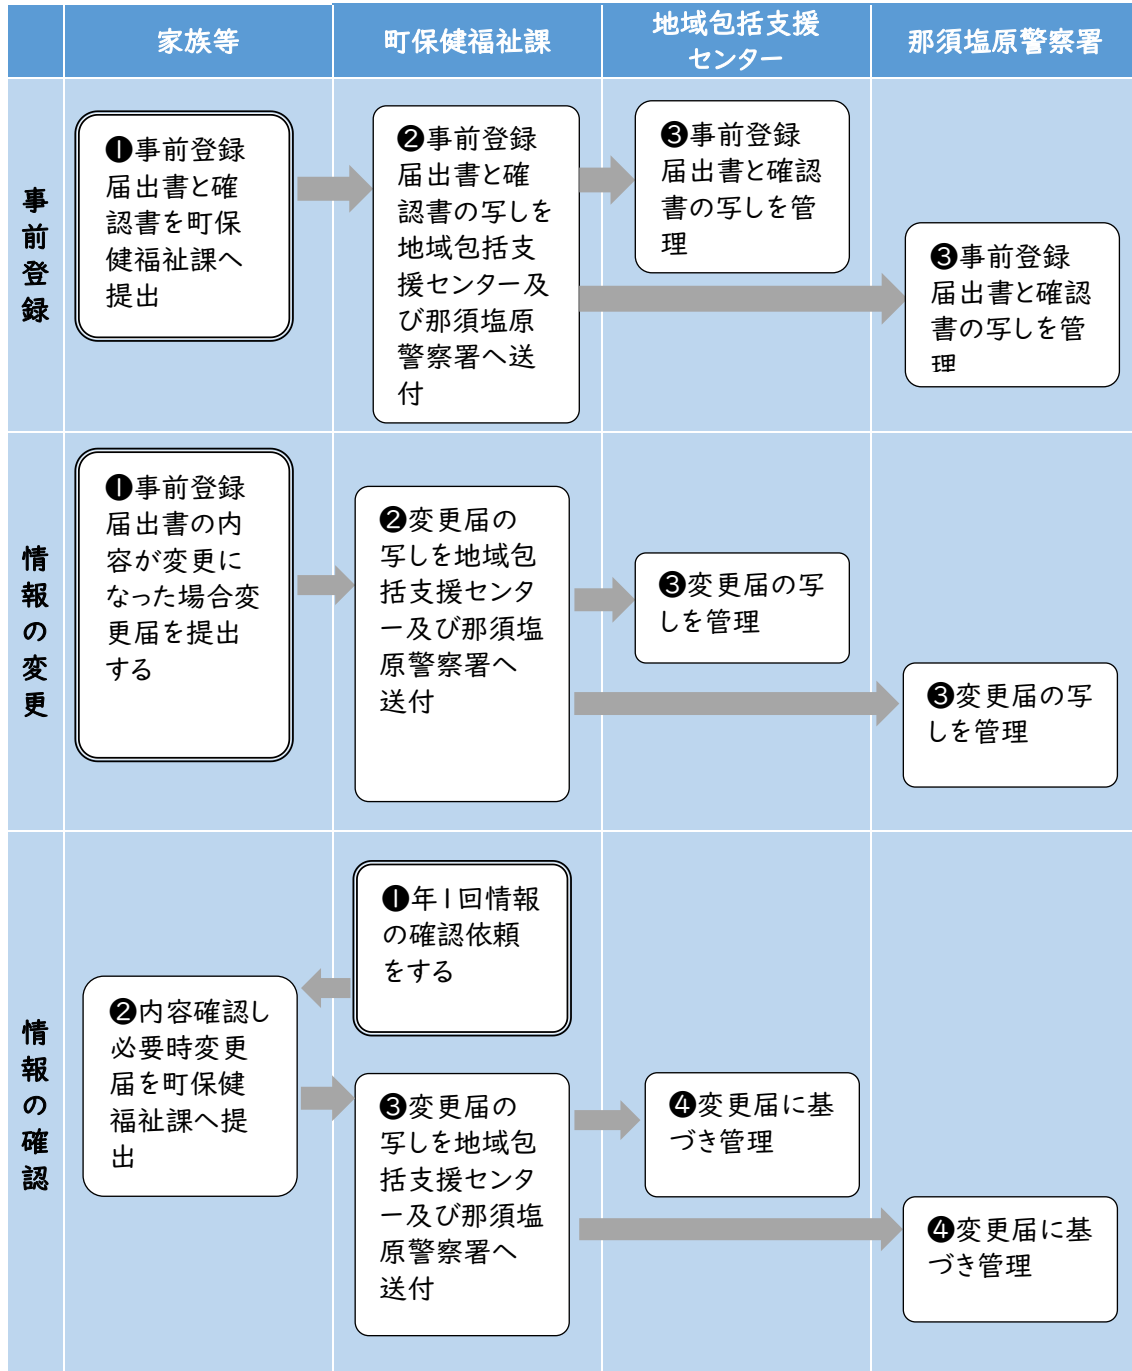 家族等
町保健福祉課
地域包括支援
センター
那須塩原警察署
事前登録
❶事前登録
届出書と確
認書を町保
健福祉課へ
提出
❷事前登録
届出書と確
認書の写しを
地域包括支
援センター及
び那須塩原
警察署へ送
付
❸事前登録
届出書と確認
書の写しを管
理
❸事前登録
届出書と確認
書の写しを管
理
情報の変更
❶事前登録
届出書の内
容が変更に
なった場合変
更届を提出
する
❷変更届の
写しを地域包
括支援センタ
ー及び那須塩
原警察署へ
送付
❸変更届の写
しを管理
❸変更届の写
しを管理
情報の確認
❶年1回情報
の確認依頼
をする
❷内容確認し
必要時変更
届を町保健
福祉課へ提
出
❸変更届の
写しを地域包
括支援センタ
ー及び那須塩
原警察署へ
送付
❹変更届に基
づき管理
❹変更届に基
づき管理